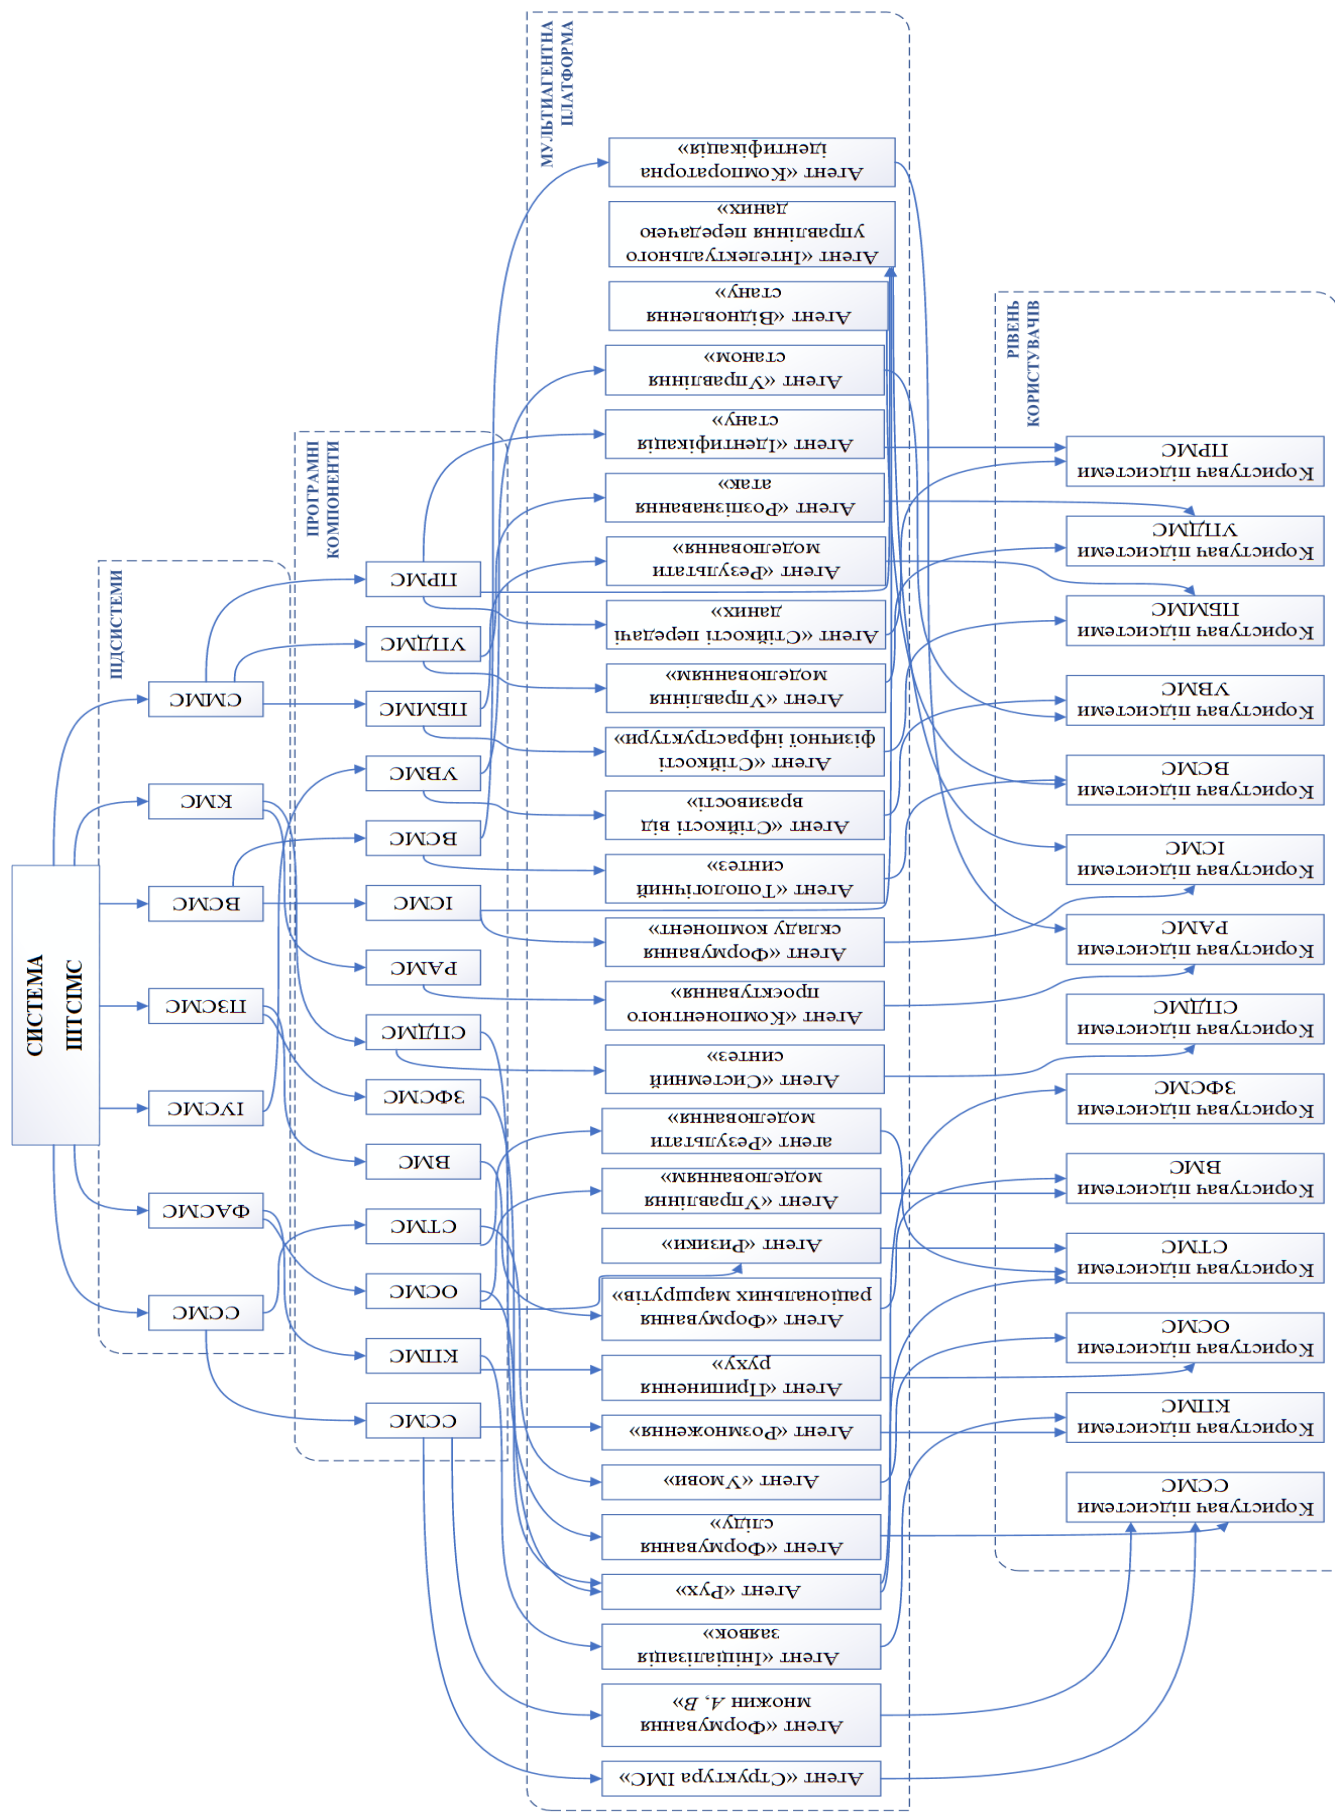 СИСТЕМА
ШТСІМС
ПІДСИСТЕМИ
СММС
КМС
ВСМС
ПЗСМС
ІУСМС
ФАСМС
ССМС
ПРОГРАМНІ
КОМПОНЕНТИ
ПРМС
УПДМС
ПБММС
УВМС
ВСМС
ІСМС
РАМС
СПДМС
ЗФСМС
ВМС
СТМС
ОСМС
КПМС
ССМС
МУЛЬТИАГЕНТНА
ПЛАТФОРМА
Агент «Компораторна
ідентифікація»
Агент «Інтелектуального
управління передачею
даних»
Агент «Відновлення
стану»
Агент «Управління
станом»
Агент «Ідентифікація
стану»
Агент «Розпізнавання
атак»
Агент «Результати
моделювання»
Агент «Стійкості передачі
даних»
Агент «Управління
моделюванням»
Агент «Стійкості
фізичної інфраструктури»
Агент «Стійкості від
вразивості»
Агент «Топологічний
синтез»
Агент «Формування
складу компонент»
Агент «Компонентного
проєктування»
Агент «Системний
синтез»
агент «Результати
моделювання»
Агент «Управління
моделюванням»
Агент «Ризики»
Агент «Формування
раціональних маршрутів»
Агент «Припинення
руху»
Агент «Розмноження»
Агент «Умови»
Агент «Формування
сліду»
Агент «Рух»
Агент «Ініціалізація
заявок»
Агент «Формування
множин A, B»
Агент «Структура ІМС»
РІВЕНЬ
КОРИСТУВАЧІВ
Користувач підсистеми
ПРМС
Користувач підсистеми
УПДМС
Користувач підсистеми
ПБММС
Користувач підсистеми
УВМС
Користувач підсистеми
ВСМС
Користувач підсистеми
ІСМС
Користувач підсистеми
РАМС
Користувач підсистеми
СПДМС
Користувач підсистеми
ЗФСМС
Користувач підсистеми
ВМС
Користувач підсистеми
СТМС
Користувач підсистеми
ОСМС
Користувач підсистеми
КПМС
Користувач підсистеми
ССМС